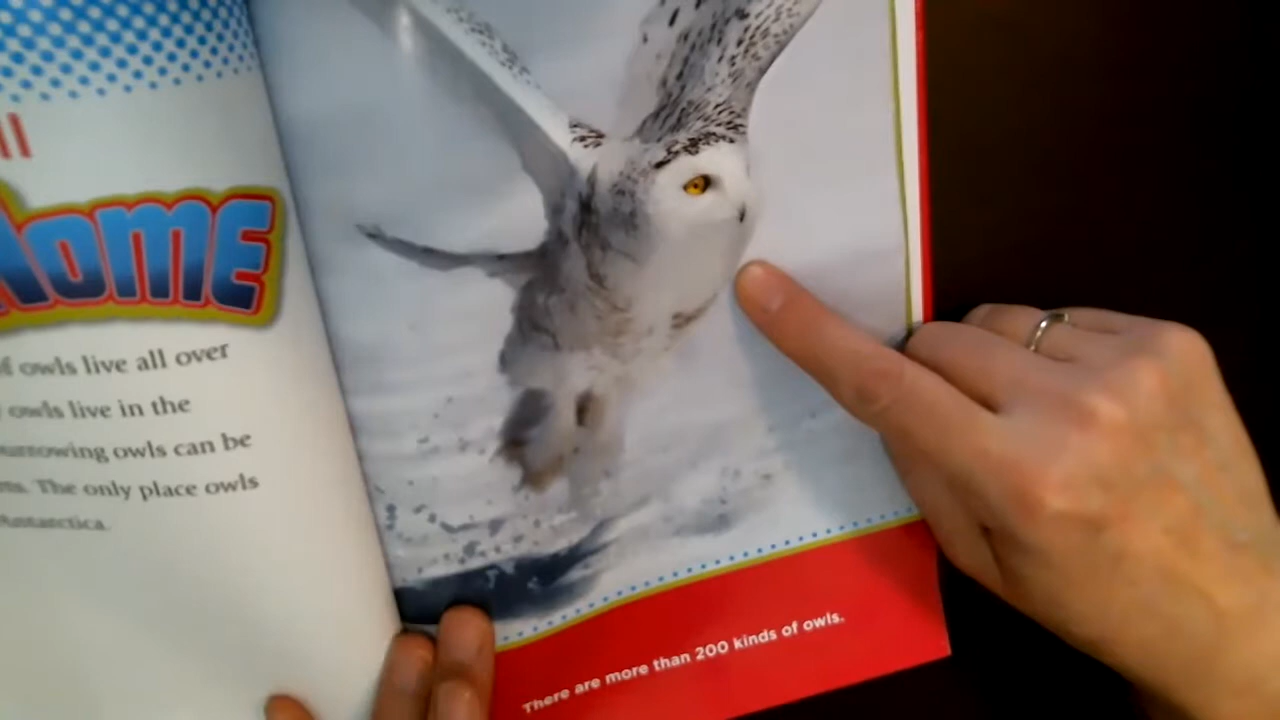 Home
of owls live all over
owls live in the
burrowing owls can be
The only place owls
Antarctica.
There are more than 200 kinds of owls.